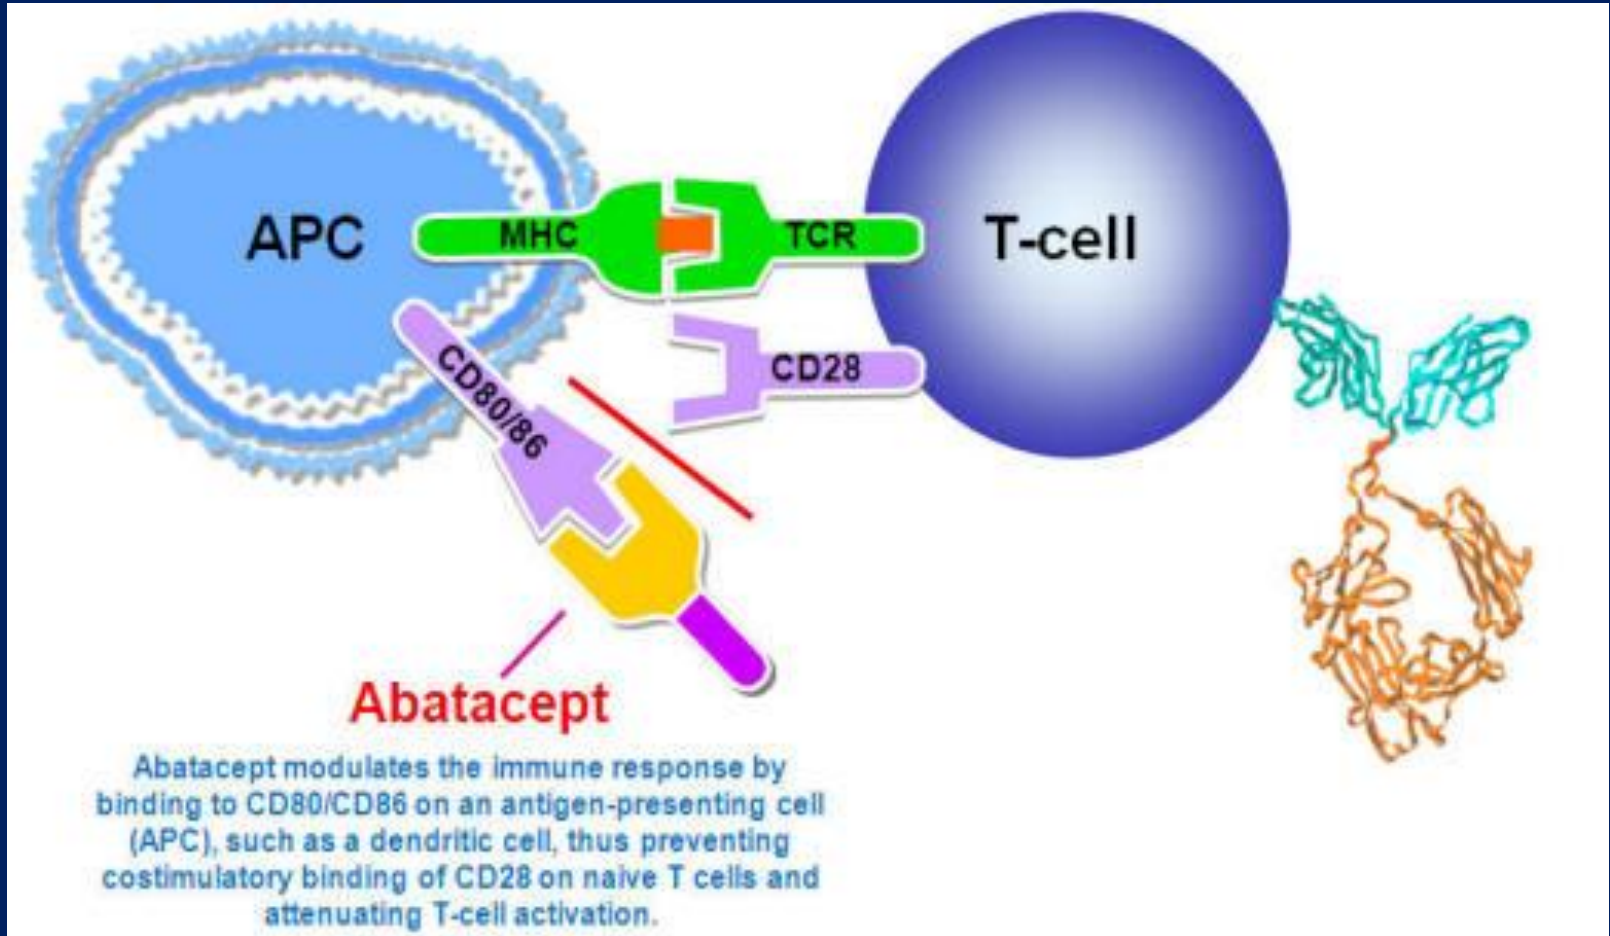 APC
MHC
TCR
T-cell
CD80/86
CD28
Abatacept
Abatacept modulates the immune response by
binding to CD80/CD86 on an antigen-presenting cell
(APC), such as a dendritic cell, thus preventing
costimulatory binding of CD28 on naive T cells and
attenuating T-cell activation.